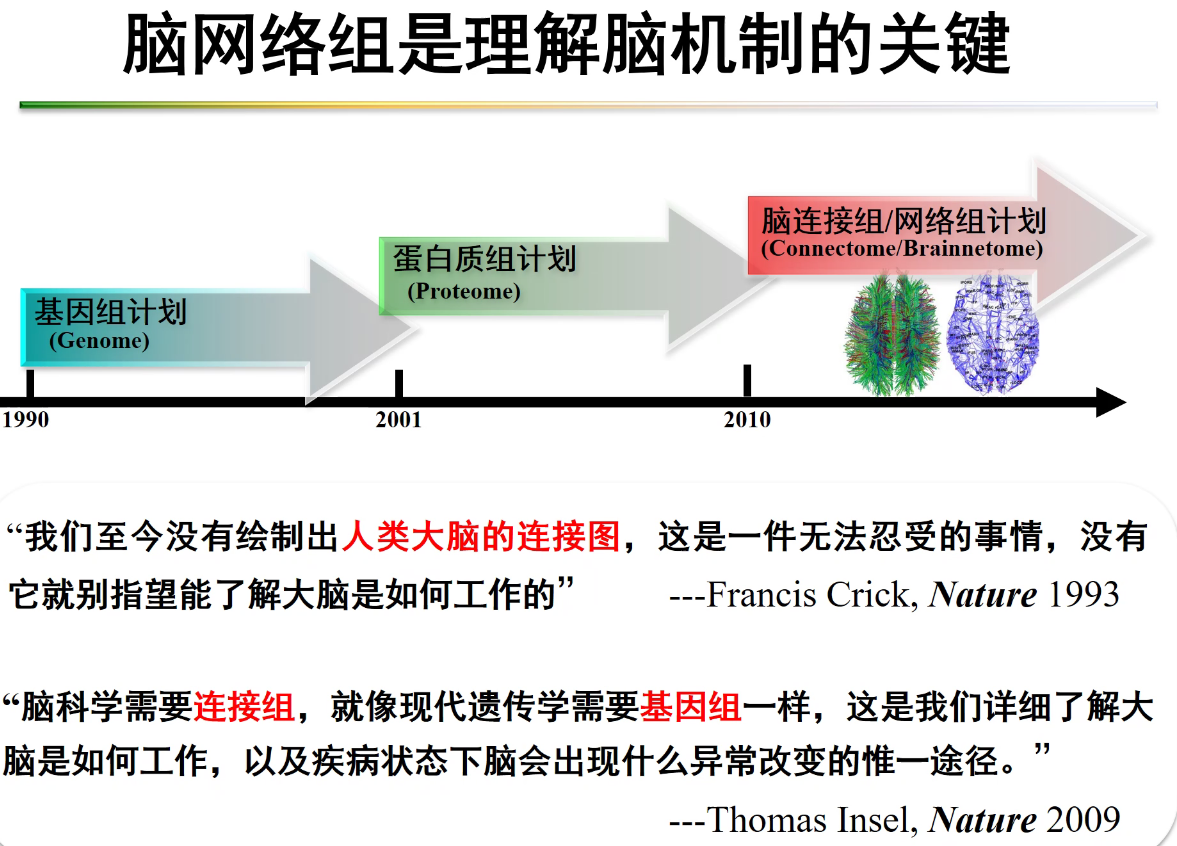 脑网络组是理解脑机制的关键
脑连接组/网络组计划
(Connectome/Brainnetome)
蛋白质组计划
(Proteome)
基因组计划
(Genome)
1990
2001
2010
“我们至今没有绘制出人类大脑的连接图，这是一件无法忍受的事情，没有
它就别指望能了解大脑是如何工作的”
---Francis Crick, Nature 1993
“脑科学需要连接组，就像现代遗传学需要基因组一样，这是我们详细了解大
脑是如何工作，以及疾病状态下脑会出现什么异常改变的惟一途径。”
---Thomas Insel, Nature 2009